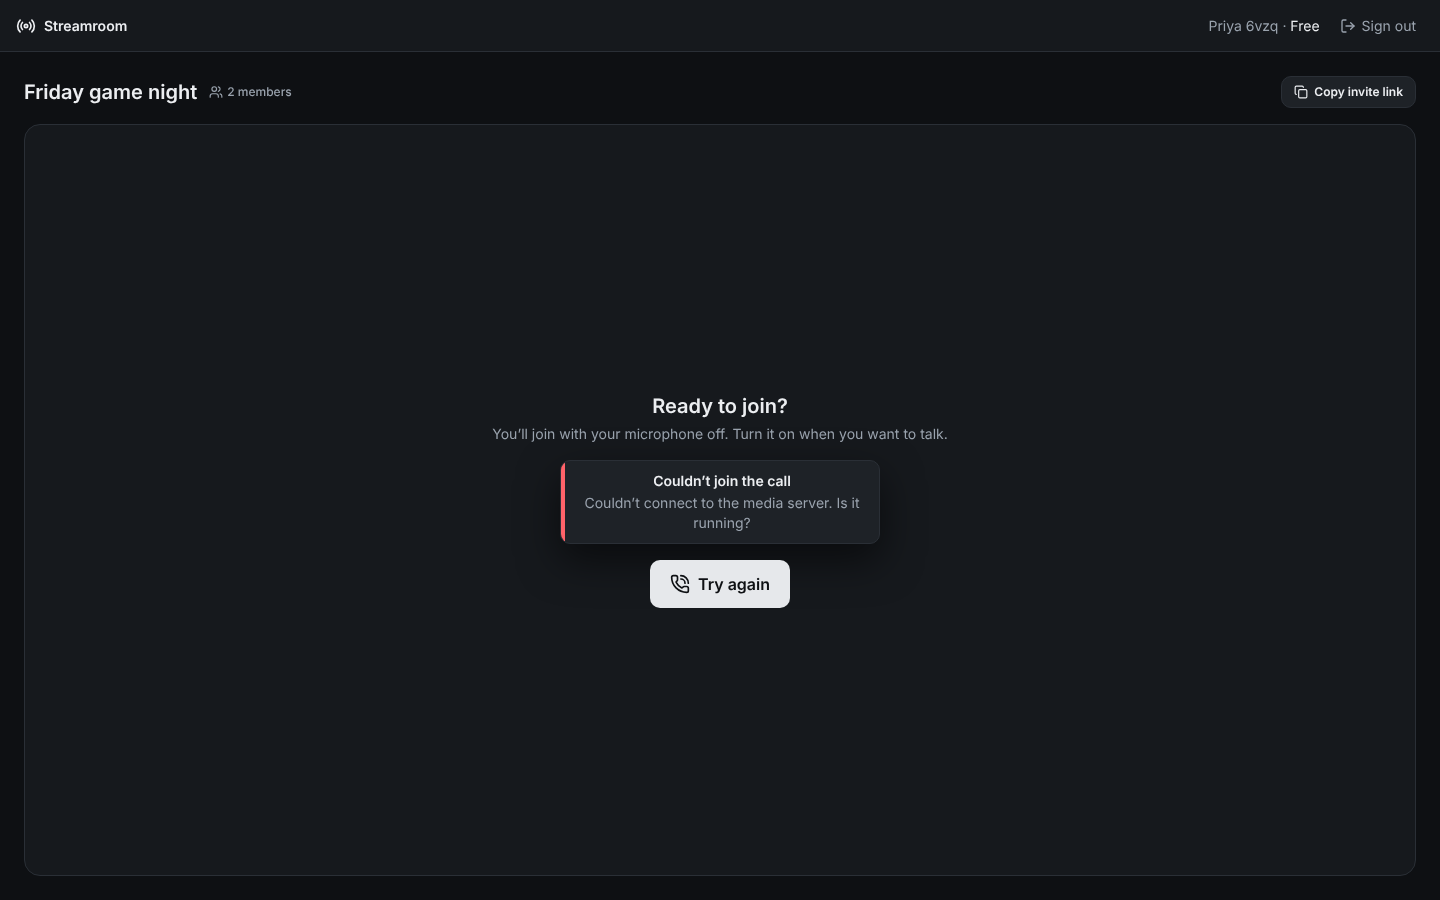 Streamroom
Priya 6vzq · Free
Sign out
Friday game night
2 members
Copy invite link
Ready to join?
You’ll join with your microphone off. Turn it on when you want to talk.
Couldn’t join the call
Couldn’t connect to the media server. Is it
running?
Try again